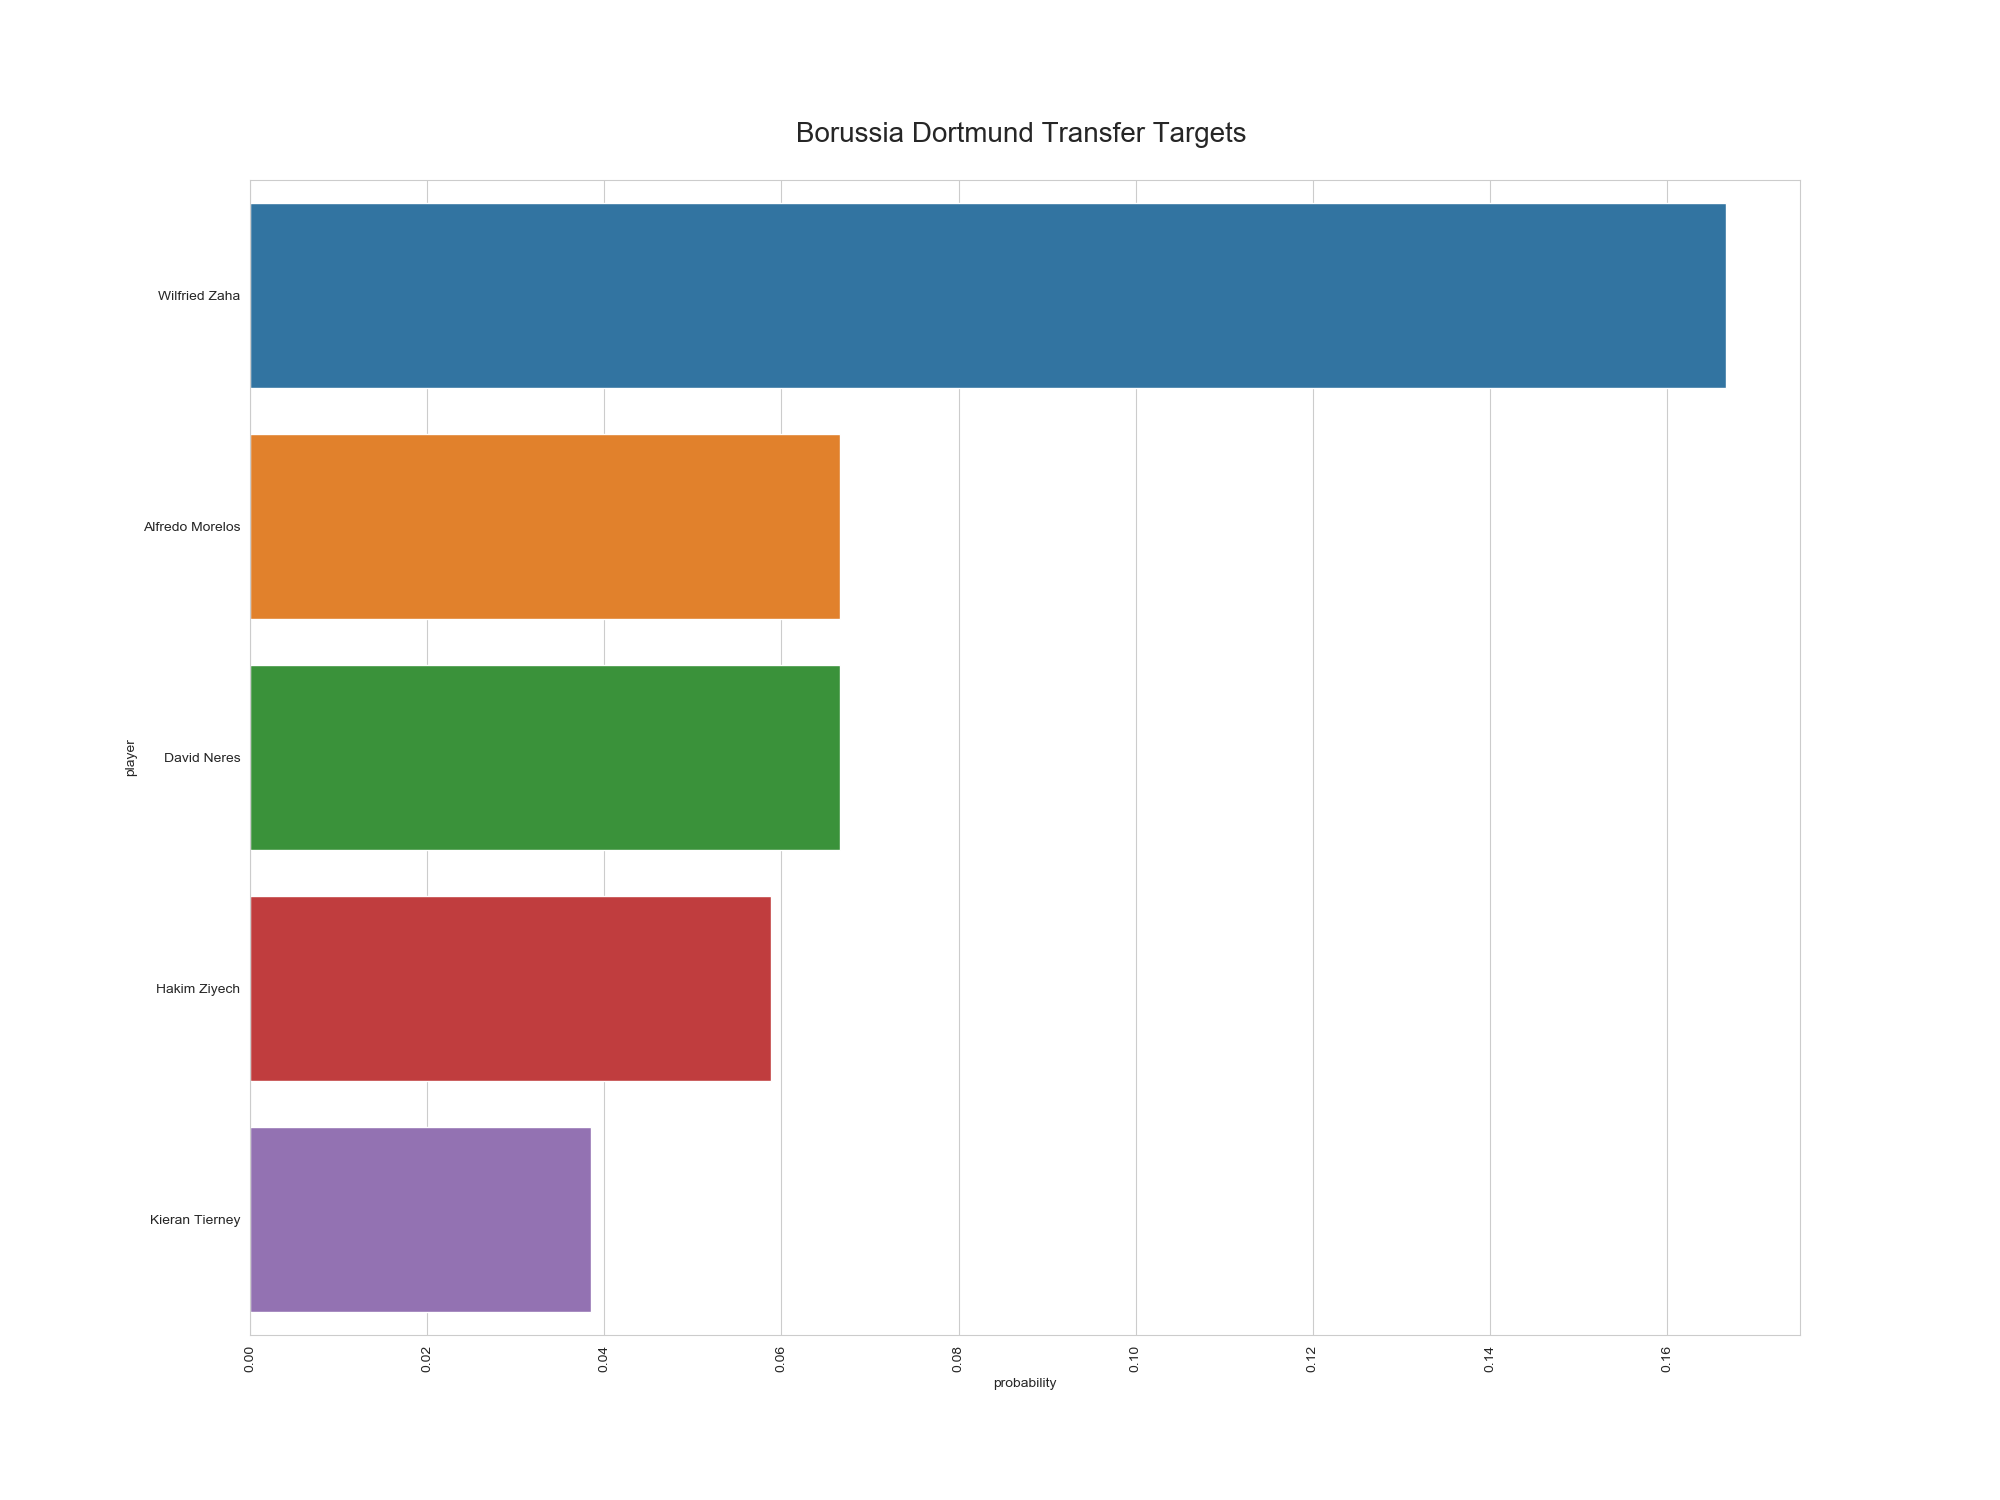 Borussia Dortmund Transfer Targets
Wilfried Zaha
Alfredo Morelos
David Neres
Hakim Ziyech
Kieran Tierney
player
0.00
0.02
0.04
0.06
0.08
0.10
0.12
0.14
0.16
probability